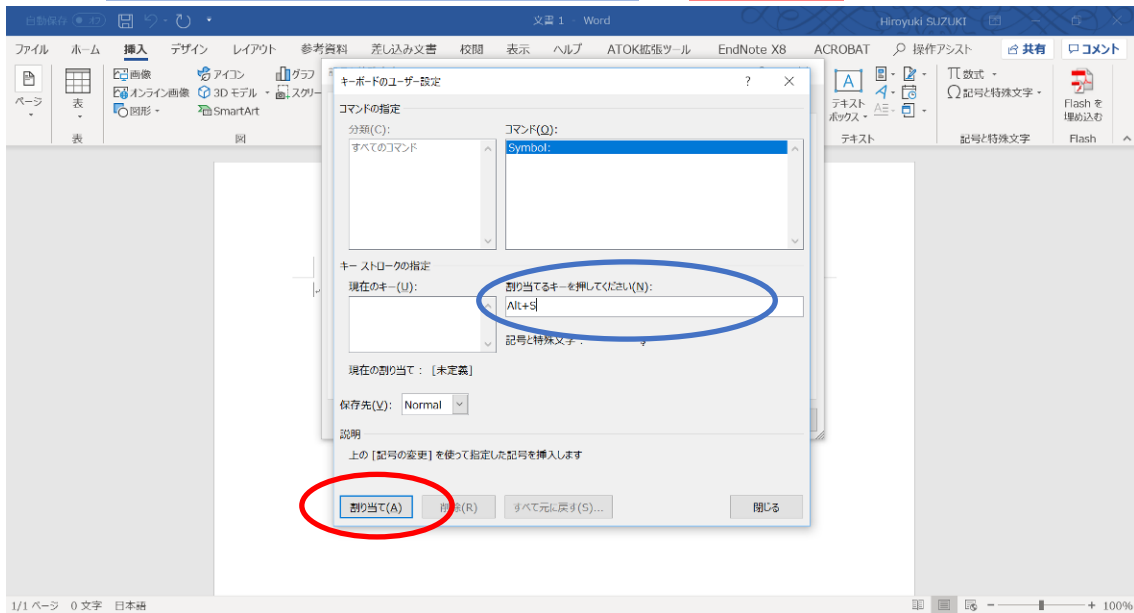 自動保存 文書 1 - Word Hiroyuki SUZUKI
ファイル ホーム 挿入 デザイン レイアウト 参考資料 差し込み文書 校閲 表示 ヘルプ ATOK拡張ツール EndNote X8 ACROBAT 操作アシスト 共有 コメント
ページ
表
画像
オンライン画像
図形
アイコン
3D モデル
SmartArt
グラフ
スクリー
テキスト
ボックス
数式
記号と特殊文字
Flash を
埋め込む
表 図 テキスト 記号と特殊文字 Flash
キーボードのユーザー設定
コマンドの指定
分類(C): コマンド(O):
すべてのコマンド Symbol:
キー ストロークの指定
現在のキー(U): 割り当てるキーを押してください(N):
Alt+S
記号と特殊文字 :
現在の割り当て : [未定義]
保存先(V): Normal
説明
上の [記号の変更] を使って指定した記号を挿入します
割り当て(A) 削除(R) すべて元に戻す(S)... 閉じる
1/1 ページ 0 文字 日本語 100%